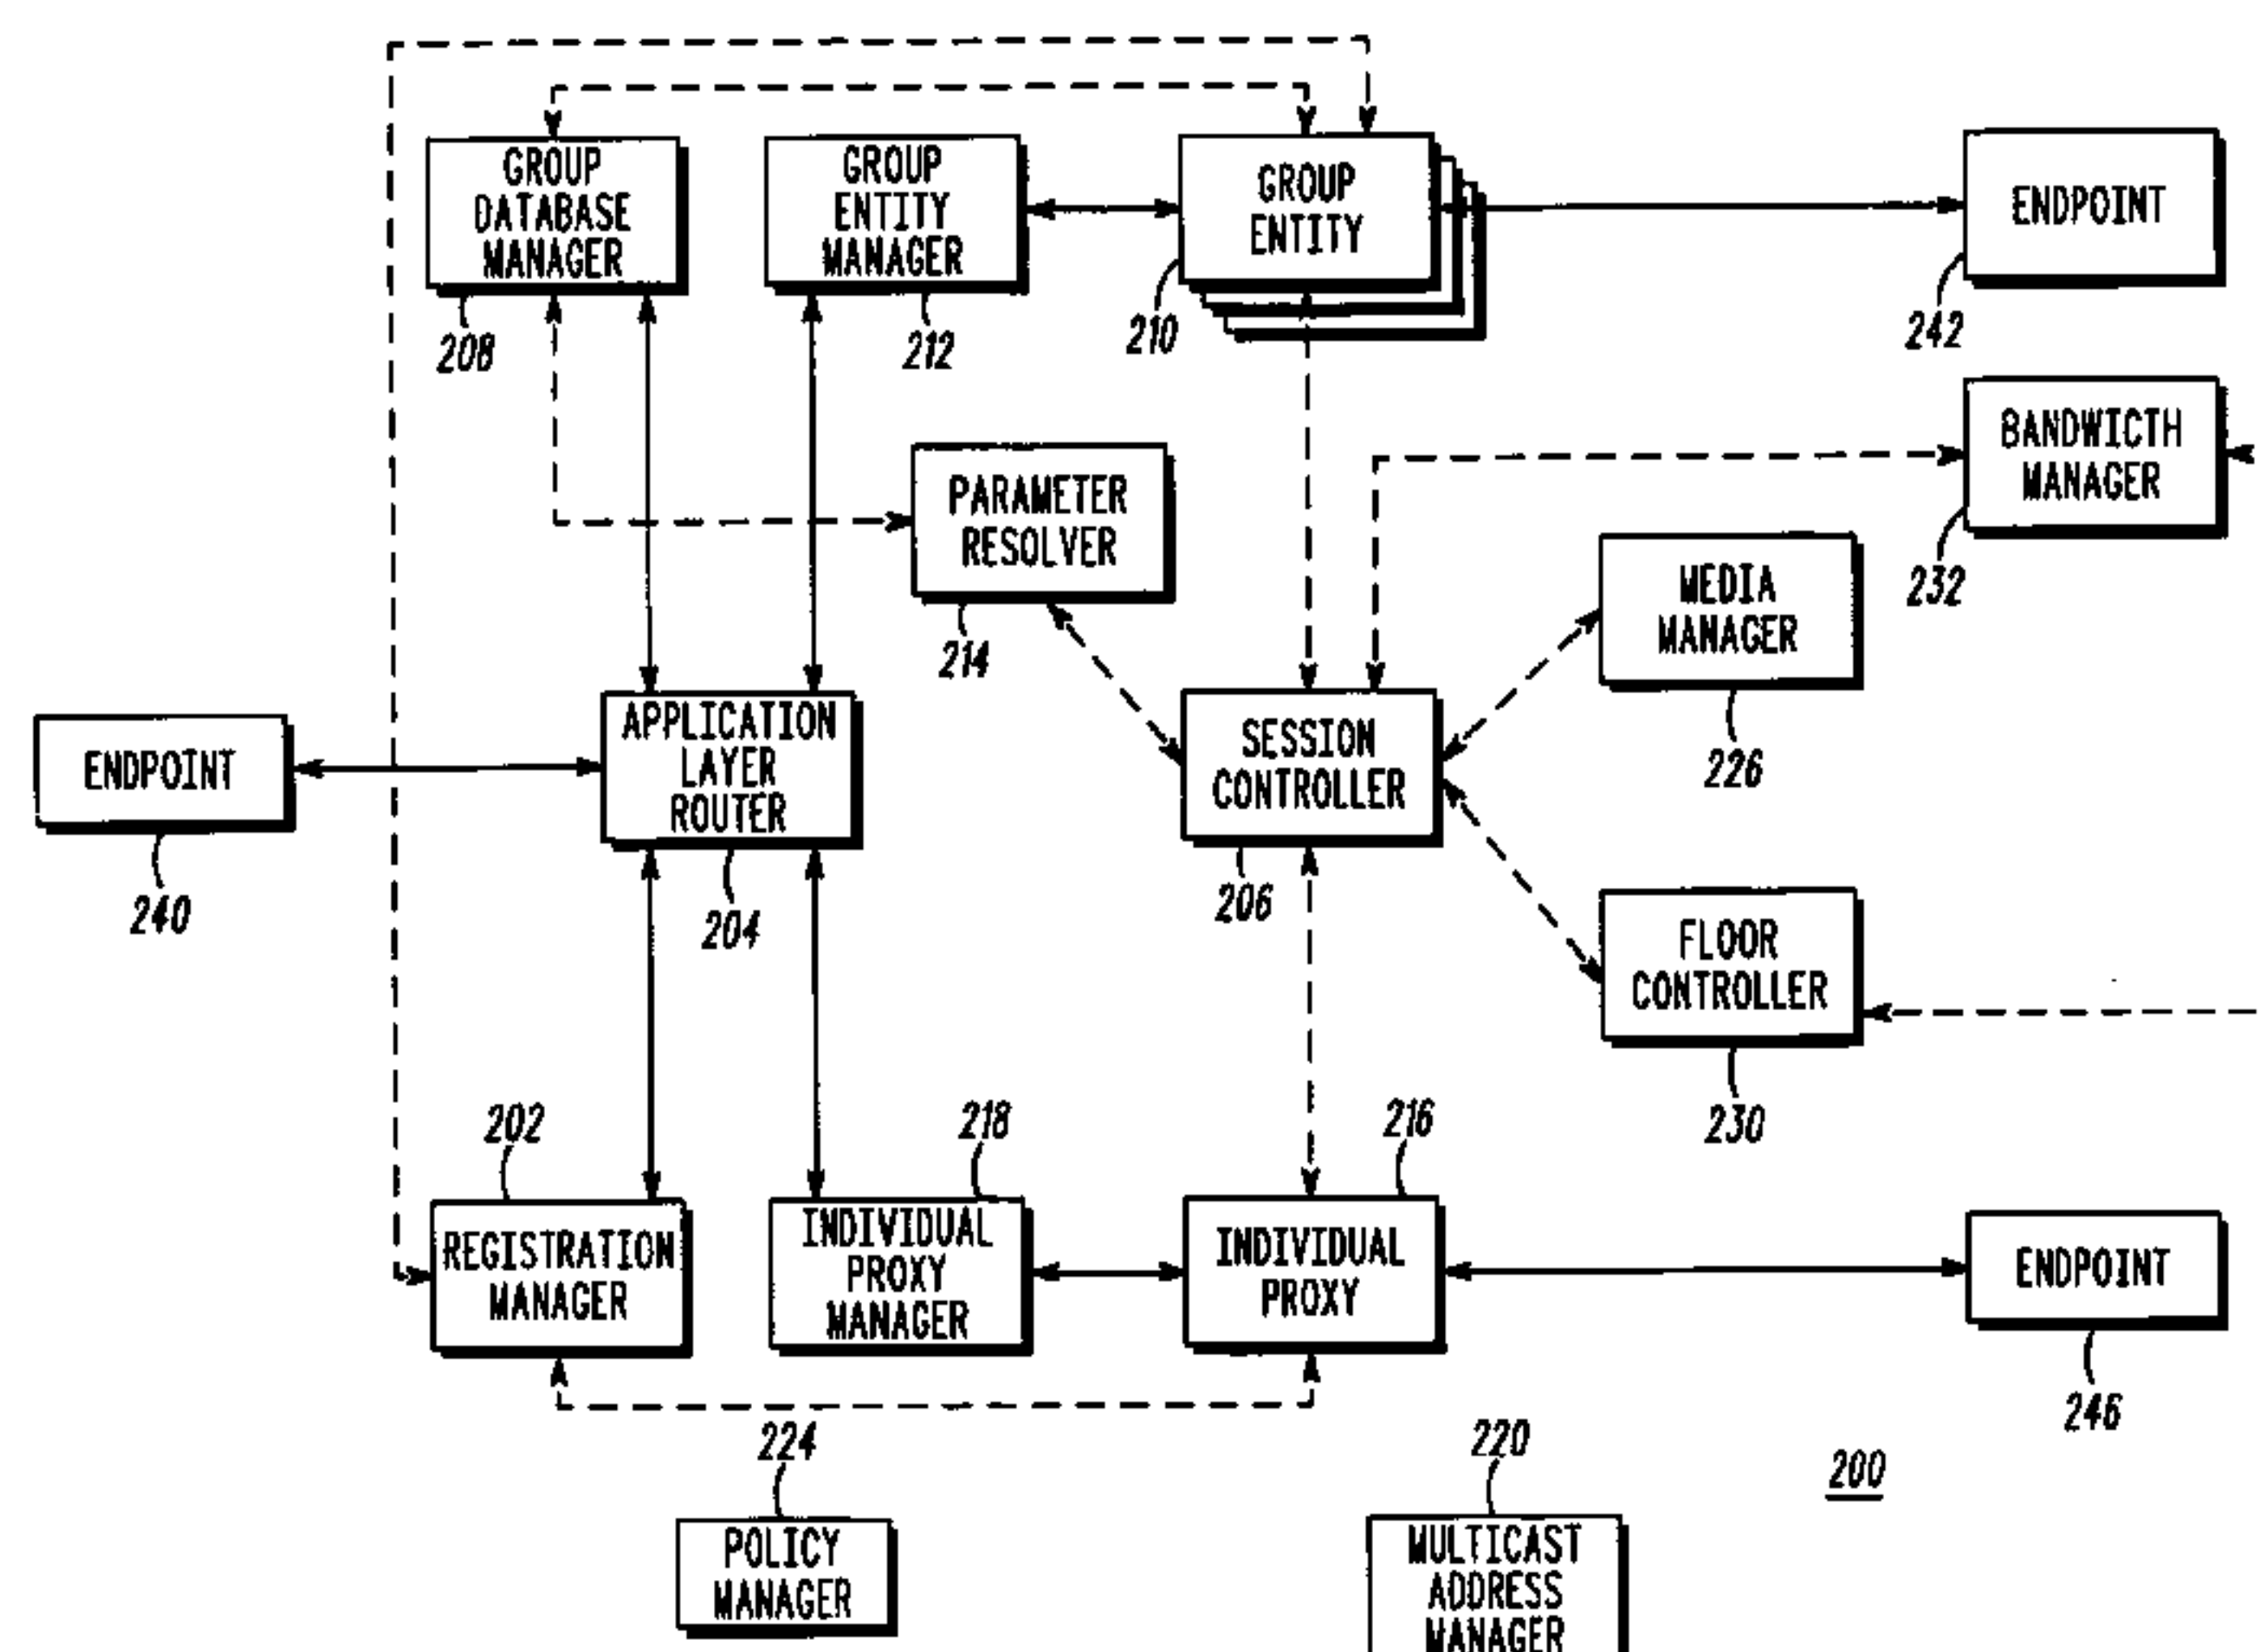 GROUP
DATABASE
MANAGER
208
GROUP
ENTITY
MANAGER
212
GROUP
ENTITY
210
ENDPOINT
242
PARAMETER
RESOLVER
214
BANDWICTH
MANAGER
232
MEDIA
MANAGER
226
ENDPOINT
240
APPLICATION
LAYER
ROUTER
204
SESSION
CONTROLLER
206
FLOOR
CONTROLLER
230
202
REGISTRATION
MANAGER
218
INDIVIDUAL
PROXY
MANAGER
216
INDIVIDUAL
PROXY
ENDPOINT
246
224
POLICY
MANAGER
220
MULTICAST
ADDRESS
MANAGER
200